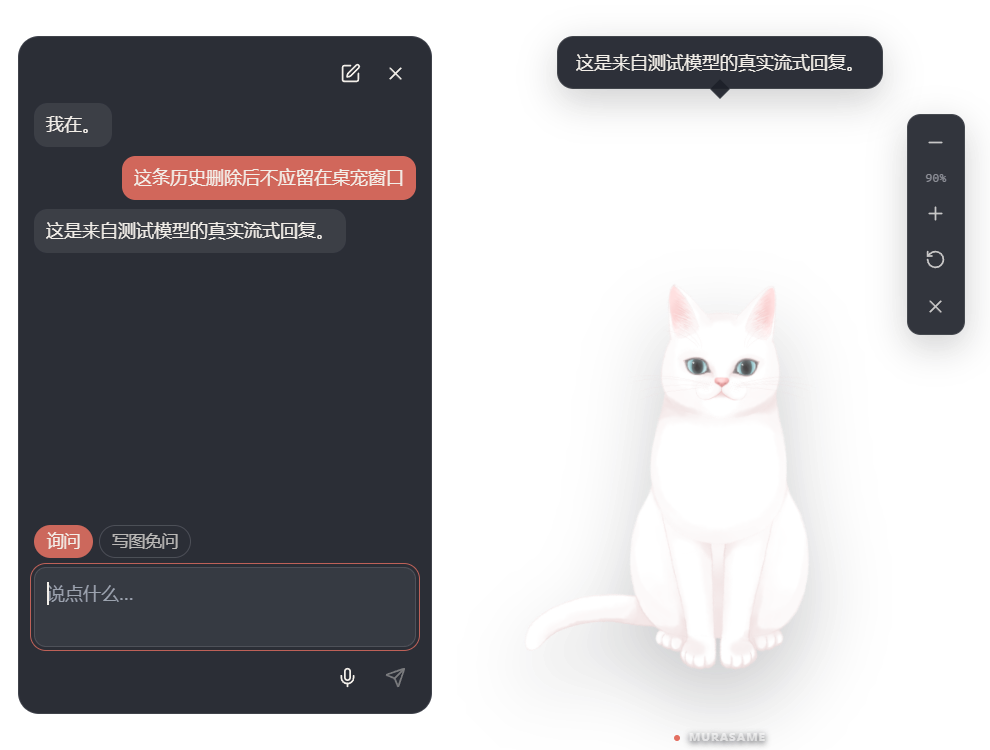 我在。
这条历史删除后不应留在桌宠窗口
这是来自测试模型的真实流式回复。
询问
写图免问
说点什么...
这是来自测试模型的真实流式回复。
90%
MURASAME